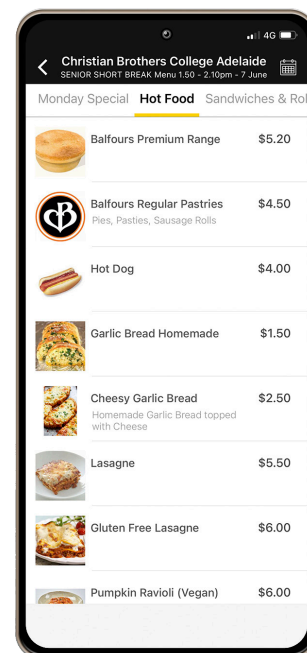 4G
Christian Brothers College Adelaide
SENIOR SHORT BREAK Menu 1.50 - 2.10pm - 7 June
Monday Special Hot Food Sandwiches & Rol
Balfours Premium Range $5.20
Balfours Regular Pastries $4.50
Pies, Pasties, Sausage Rolls
Hot Dog $4.00
Garlic Bread Homemade $1.50
Cheesy Garlic Bread $2.50
Homemade Garlic Bread topped
with Cheese
Lasagne $5.50
Gluten Free Lasagne $6.00
Pumpkin Ravioli (Vegan) $6.00